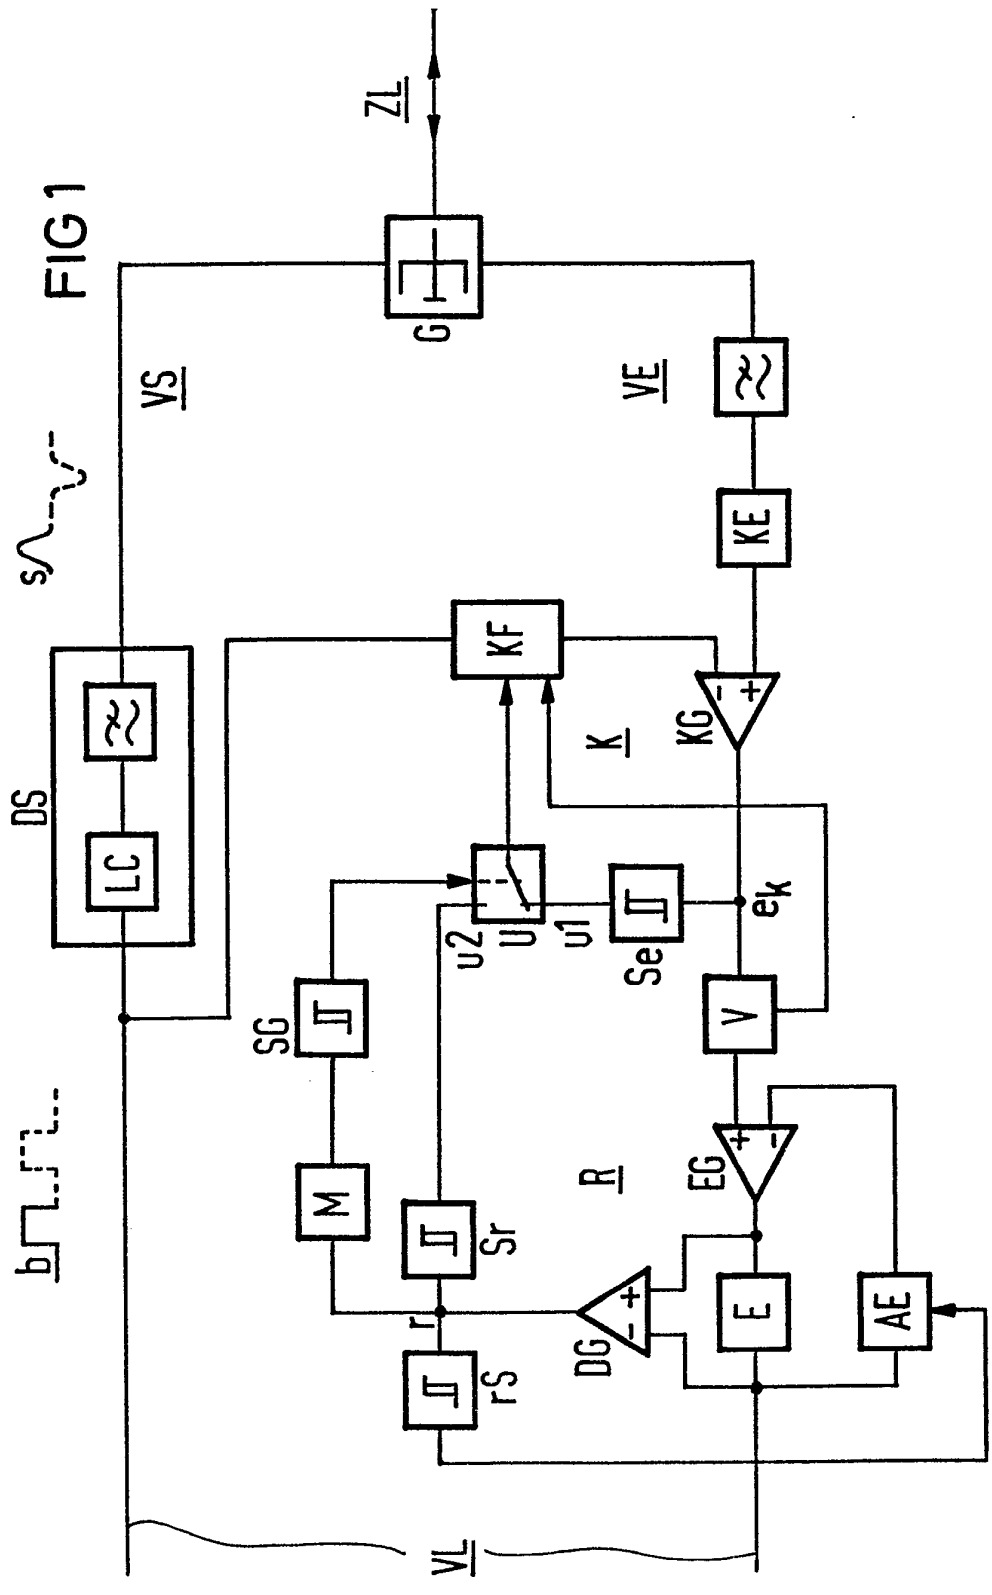 b
DS
s
FIG 1
LC
VS
SG
M
ZL
r
G
VL
rS
Sr
u2
KF
U
u1
DG
R
K
- +
Se
VE
EG
KG
-
+
V
KE
+
-
E
ek
AE